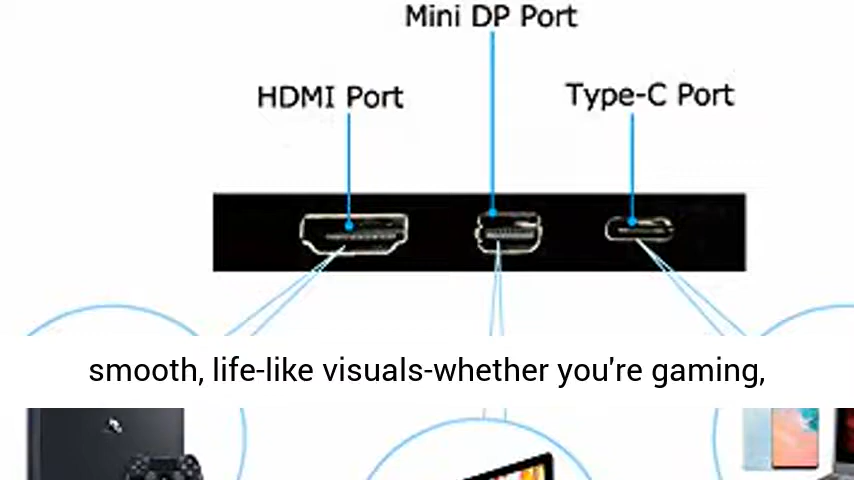 Mini DP Port
HDMI Port
Type-C Port
smooth, life-like visuals-whether you're gaming,